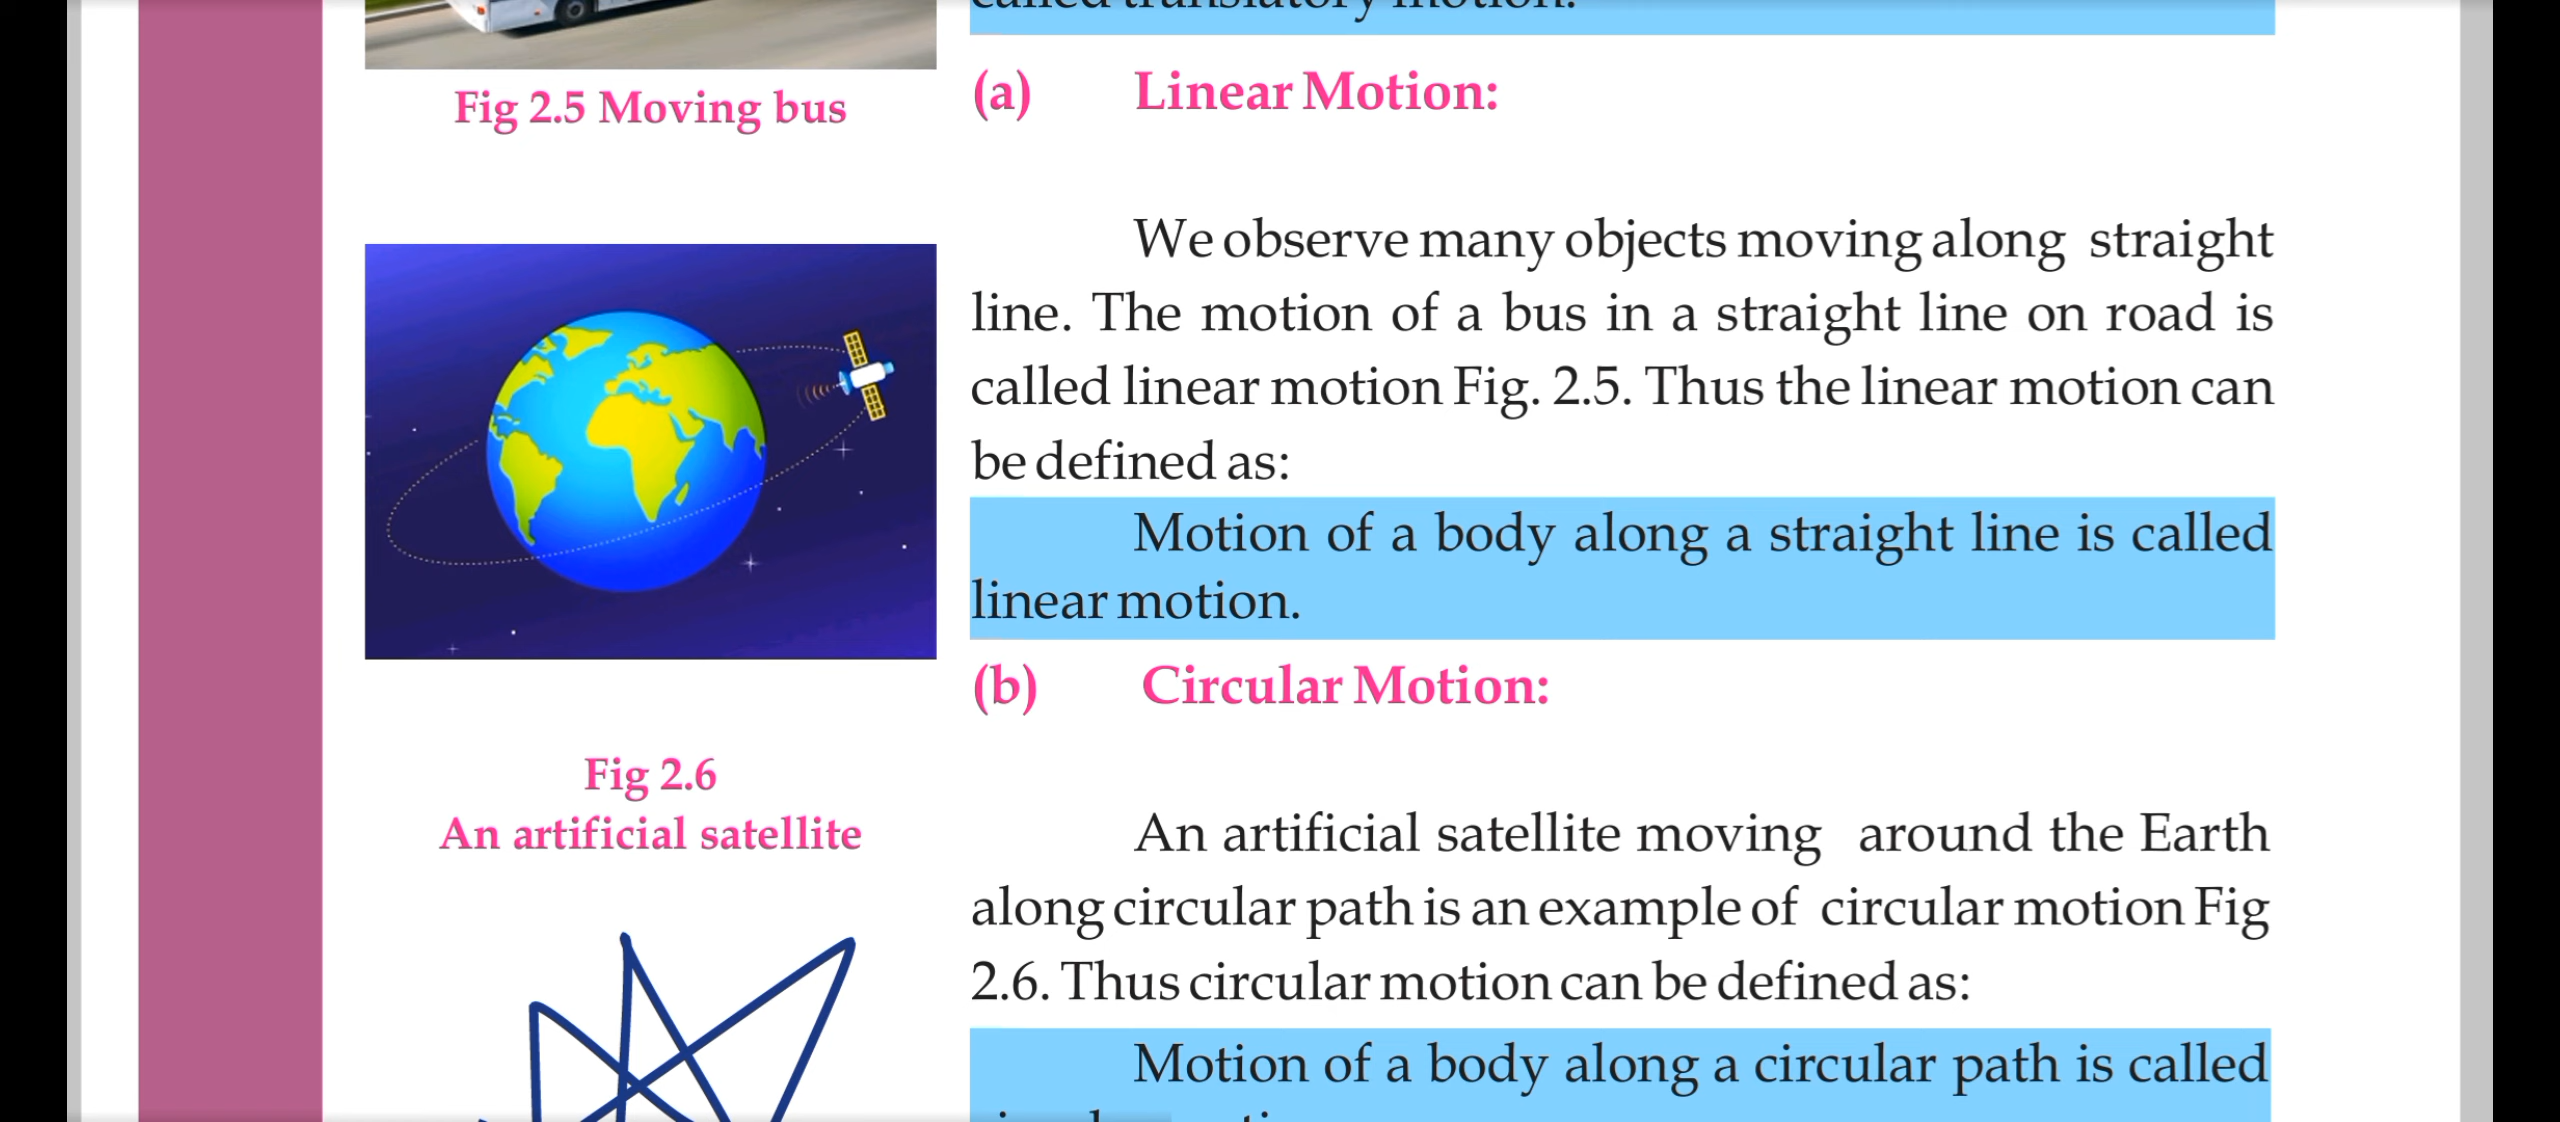 called translatory motion.
Fig 2.5 Moving bus
(a) Linear Motion:
We observe many objects moving along straight
line. The motion of a bus in a straight line on road is
called linear motion Fig. 2.5. Thus the linear motion can
be defined as:
Motion of a body along a straight line is called
linear motion.
(b) Circular Motion:
Fig 2.6
An artificial satellite
An artificial satellite moving around the Earth
along circular path is an example of circular motion Fig
2.6. Thus circular motion can be defined as:
Motion of a body along a circular path is called